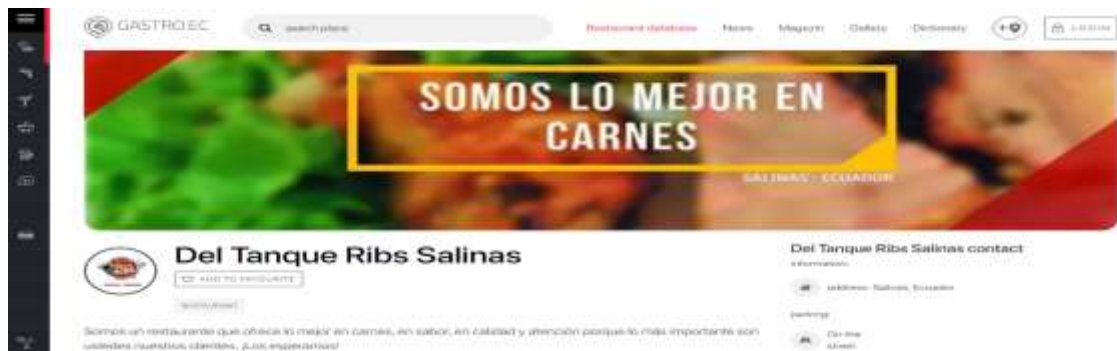 GASTRO.EC
search place
Restaurant database
News
Magazin
Gallery
Dictionary
LOGIN
SOMOS LO MEJOR EN
CARNES
SALINAS - ECUADOR
Del Tanque Ribs Salinas
ADD TO FAVOURITE
Somos un restaurante que ofrece lo mejor en carnes, en sabor, en calidad y atención porque lo más importante son
ustedes nuestros clientes. ¡Los esperamos!
Del Tanque Ribs Salinas contact
information
address: Salinas, Ecuador
parking
On the
street